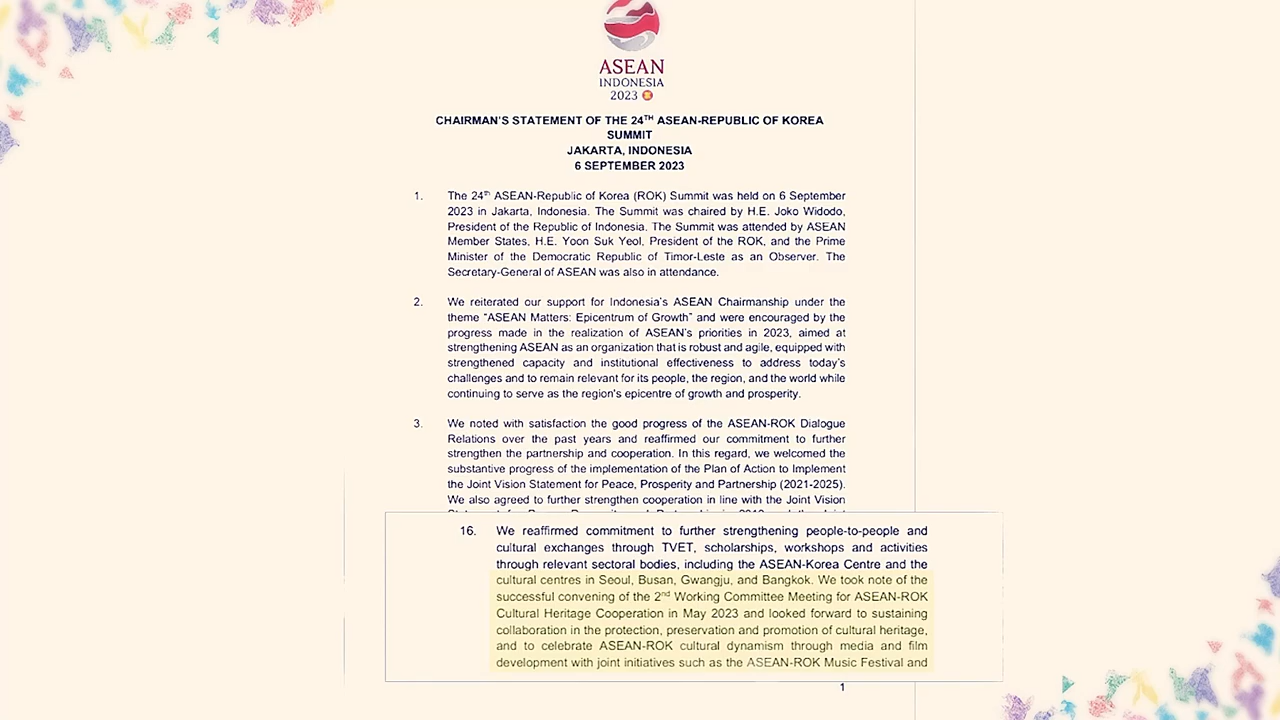 ASEAN
INDONESIA
2023
CHAIRMAN'S STATEMENT OF THE 24TH ASEAN-REPUBLIC OF KOREA
SUMMIT
JAKARTA, INDONESIA
6 SEPTEMBER 2023
1. The 24th ASEAN-Republic of Korea (ROK) Summit was held on 6 September
2023 in Jakarta, Indonesia. The Summit was chaired by H.E. Joko Widodo,
President of the Republic of Indonesia. The Summit was attended by ASEAN
Member States, H.E. Yoon Suk Yeol, President of the ROK, and the Prime
Minister of the Democratic Republic of Timor-Leste as an Observer. The
Secretary-General of ASEAN was also in attendance.
2. We reiterated our support for Indonesia's ASEAN Chairmanship under the
theme "ASEAN Matters: Epicentrum of Growth" and were encouraged by the
progress made in the realization of ASEAN's priorities in 2023, aimed at
strengthening ASEAN as an organization that is robust and agile, equipped with
strengthened capacity and institutional effectiveness to address today's
challenges and to remain relevant for its people, the region, and the world while
continuing to serve as the region's epicentre of growth and prosperity.
3. We noted with satisfaction the good progress of the ASEAN-ROK Dialogue
Relations over the past years and reaffirmed our commitment to further
strengthen the partnership and cooperation. In this regard, we welcomed the
substantive progress of the implementation of the Plan of Action to Implement
the Joint Vision Statement for Peace, Prosperity and Partnership (2021-2025).
We also agreed to further strengthen cooperation in line with the Joint Vision
16. We reaffirmed commitment to further strengthening people-to-people and
cultural exchanges through TVET, scholarships, workshops and activities
through relevant sectoral bodies, including the ASEAN-Korea Centre and the
cultural centres in Seoul, Busan, Gwangju, and Bangkok. We took note of the
successful convening of the 2nd Working Committee Meeting for ASEAN-ROK
Cultural Heritage Cooperation in May 2023 and looked forward to sustaining
collaboration in the protection, preservation and promotion of cultural heritage,
and to celebrate ASEAN-ROK cultural dynamism through media and film
development with joint initiatives such as the ASEAN-ROK Music Festival and
1